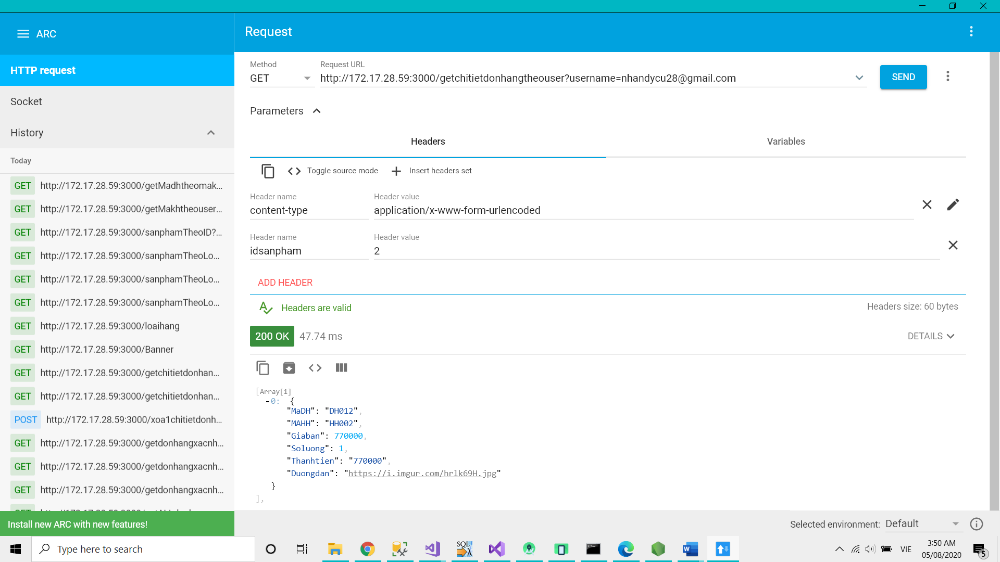 ARC
Request
HTTP request
Socket
History
Today
GET http://172.17.28.59:3000/getMadhtheomak...
GET http://172.17.28.59:3000/getMakhtheouser...
GET http://172.17.28.59:3000/sanphamTheoID?...
GET http://172.17.28.59:3000/sanphamTheoLo...
GET http://172.17.28.59:3000/sanphamTheoLo...
GET http://172.17.28.59:3000/sanphamTheoLo...
GET http://172.17.28.59:3000/loaihang
GET http://172.17.28.59:3000/Banner
GET http://172.17.28.59:3000/getchitietdonhan...
GET http://172.17.28.59:3000/getchitietdonhan...
POST http://172.17.28.59:3000/xoa1chitietdonh...
GET http://172.17.28.59:3000/getdonhangxacnh...
GET http://172.17.28.59:3000/getdonhangxacnh...
GET http://172.17.28.59:3000/getdonhangxacnh...
Install new ARC with new features!
Method
GET
Request URL
http://172.17.28.59:3000/getchitietdonhangtheouser?username=nhandycu28@gmail.com
SEND
Parameters
Headers
Variables
Toggle source mode
Insert headers set
Header name
content-type
Header value
application/x-www-form-urlencoded
Header name
idsanpham
Header value
2
ADD HEADER
Headers are valid
Headers size: 60 bytes
200 OK 47.74 ms
DETAILS
[Array[1]
-0: {
"MaDH": "DH012",
"MAHH": "HH002",
"Giaban": 770000,
"Soluong": 1,
"Thanhtien": "770000",
"Duongdan": "https://i.imgur.com/hrlk69H.jpg"
}
],
Selected environment: Default
Type here to search
SQL
VIE
3:50 AM
05/08/2020
5